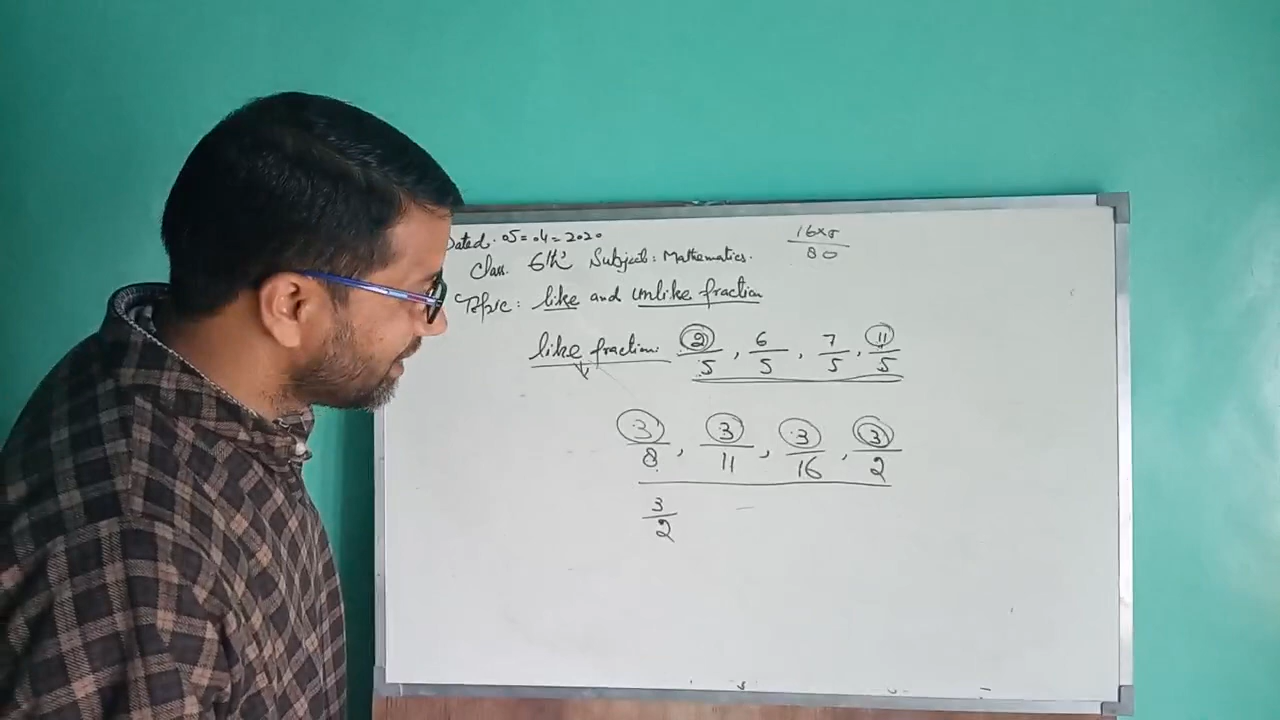 Dated. 05=04=2020
Class. 6th Subject: Mathematics.
16×5
80
Topic: like and unlike fraction
like fraction. 2/5, 6/5, 7/5, 11/5
3/8, 3/11, 3/16, 3/2
3/2